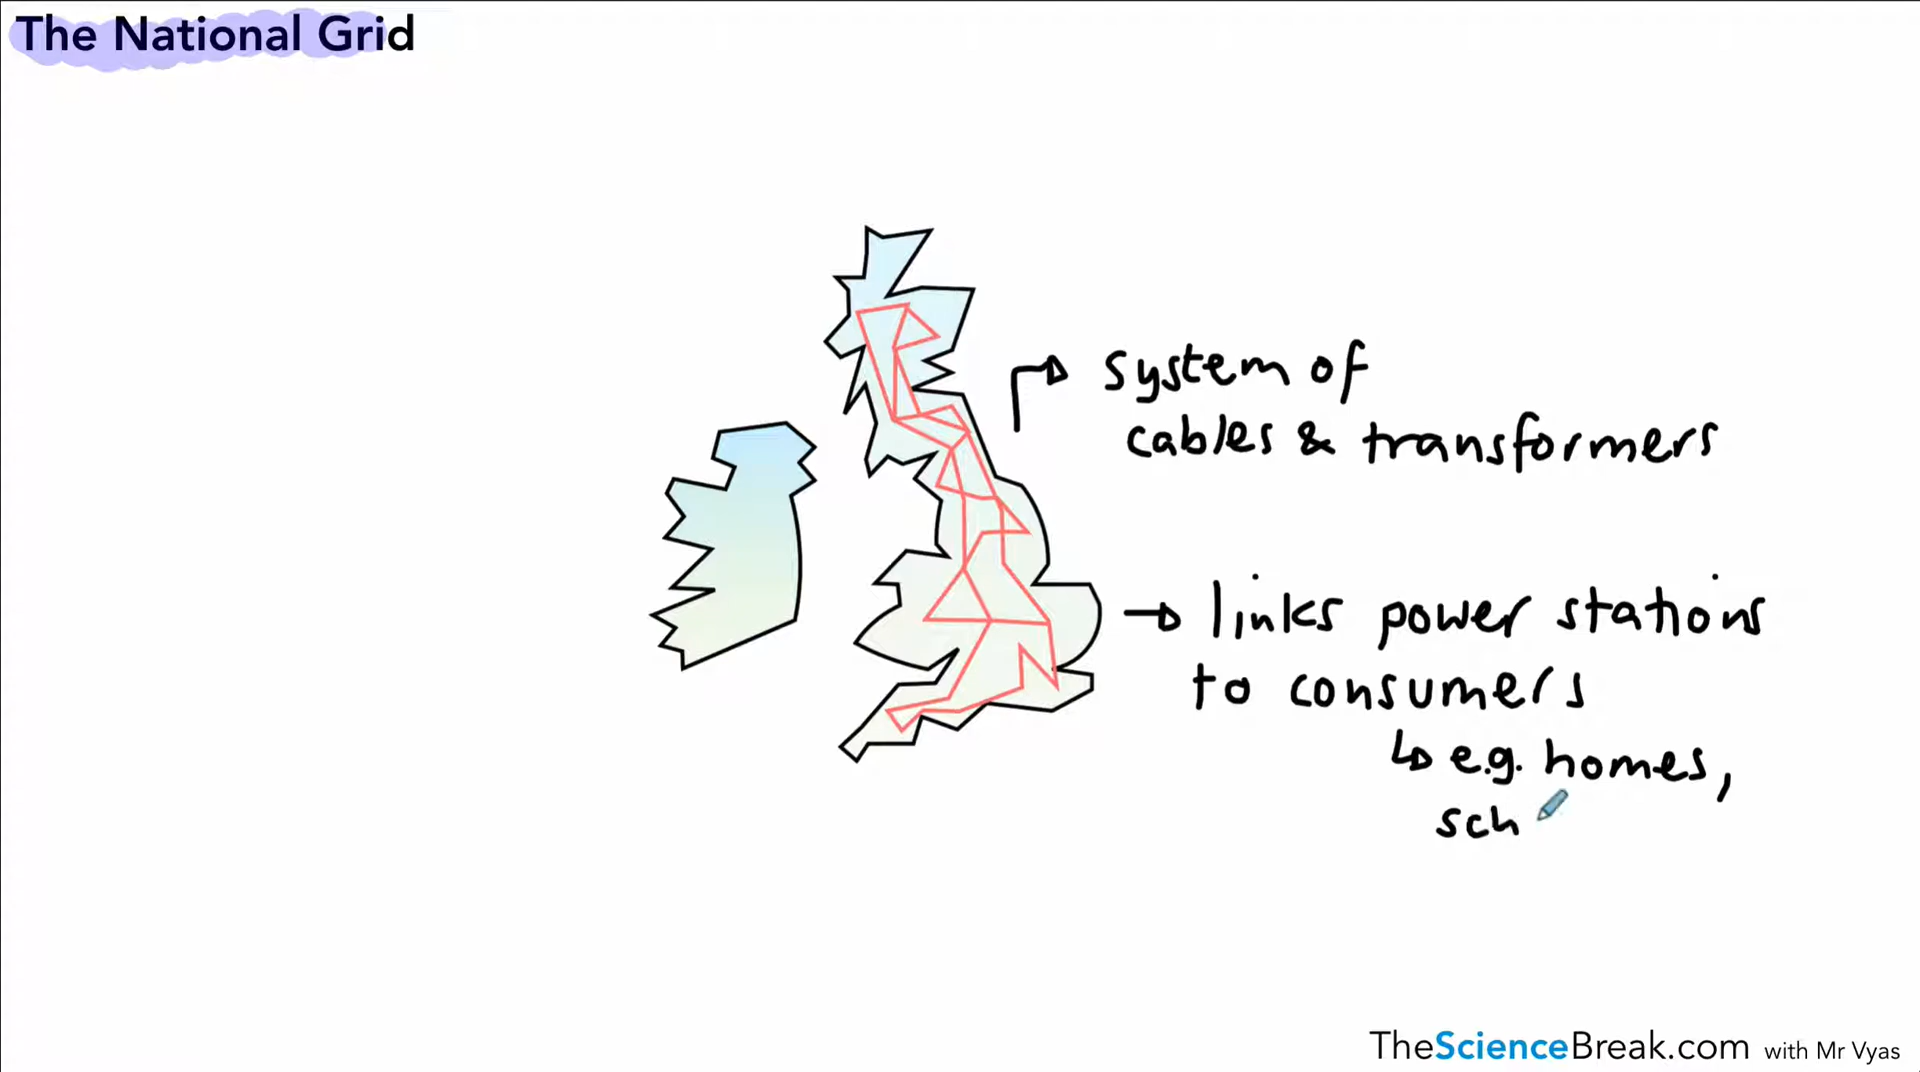 The National Grid
system of
cables & transformers
links power stations
to consumers
e.g. homes,
sch
TheScienceBreak.com with Mr Vyas